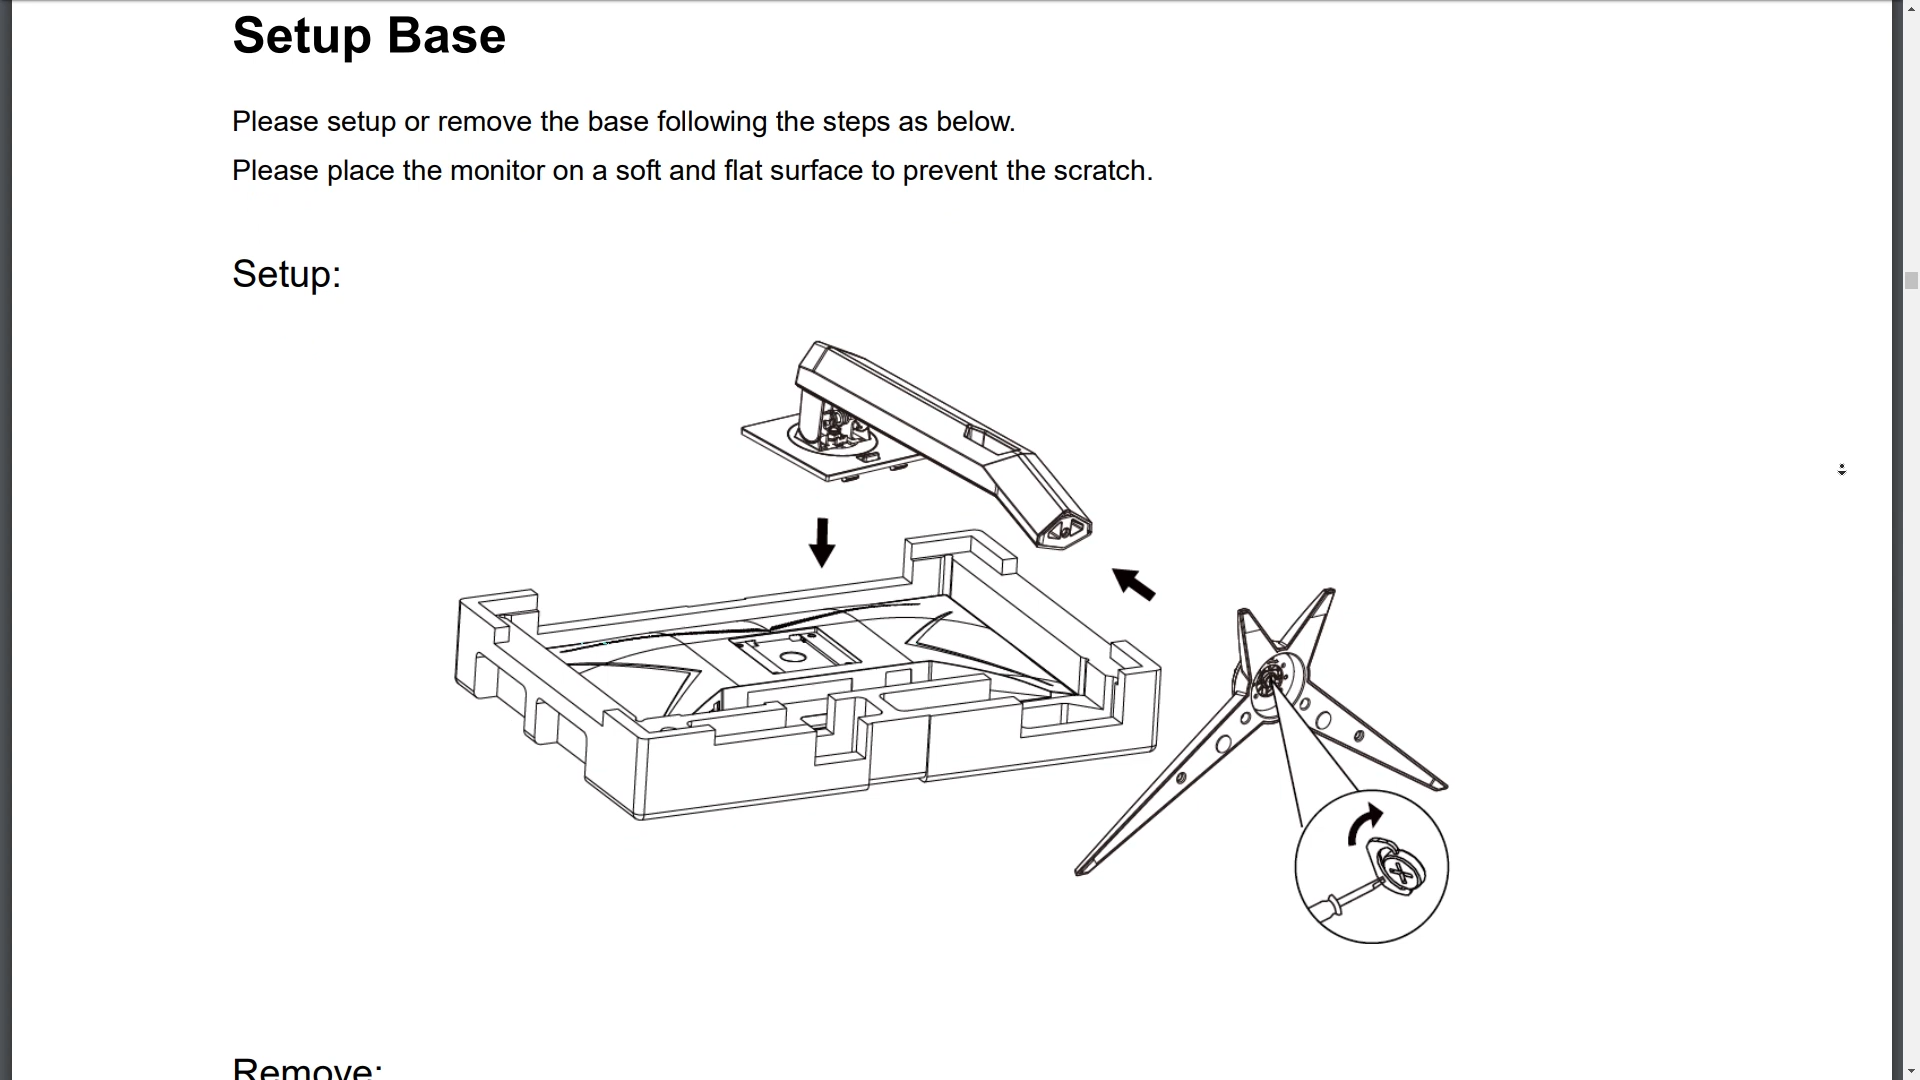 Setup Base
Please setup or remove the base following the steps as below.
Please place the monitor on a soft and flat surface to prevent the scratch.
Setup:
Remove: